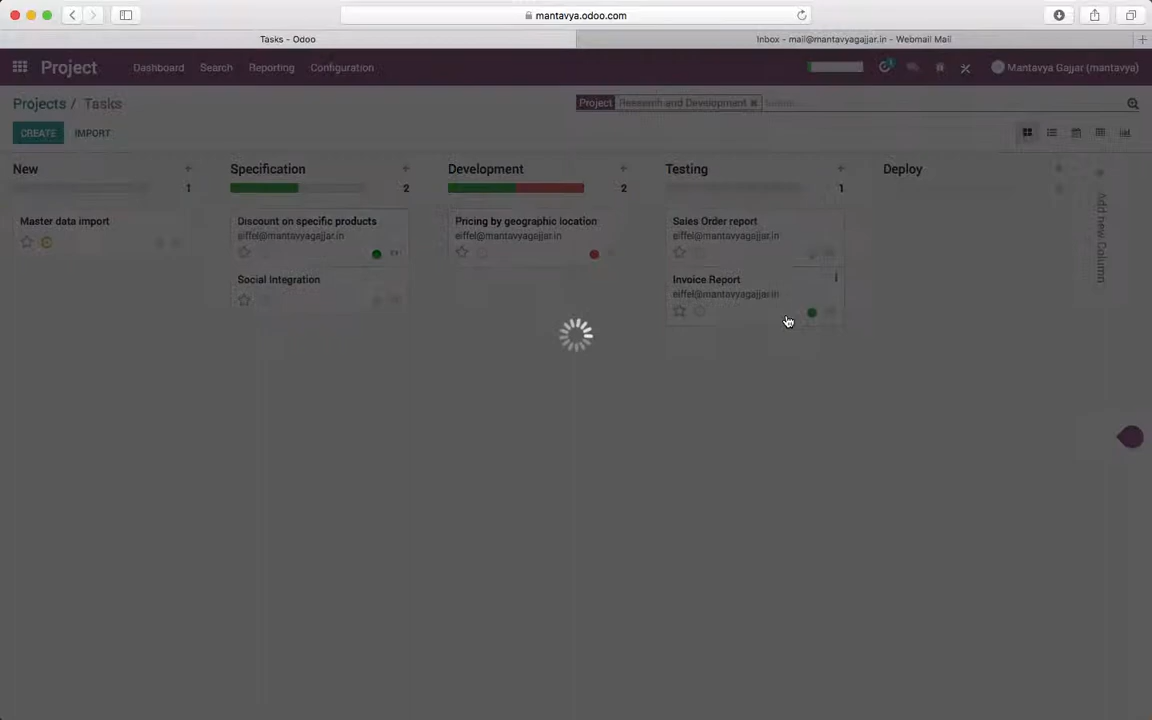 mantavya.odoo.com
Tasks - Odoo
Inbox - mail@mantavyagajjar.in - Webmail Mail
Project
Dashboard
Search
Reporting
Configuration
1
Mantavya Gajjar (mantavya)
Projects / Tasks
Project
Research and Development
Search...
CREATE
IMPORT
New
1
Master data import
Specification
2
Discount on specific products
eiffel@mantavyagajjar.in
Social integration
Development
2
Pricing by geographic location
eiffel@mantavyagajjar.in
Testing
1
Sales Order report
eiffel@mantavyagajjar.in
Invoice Report
eiffel@mantavyagajjar.in
Deploy
Add new Column